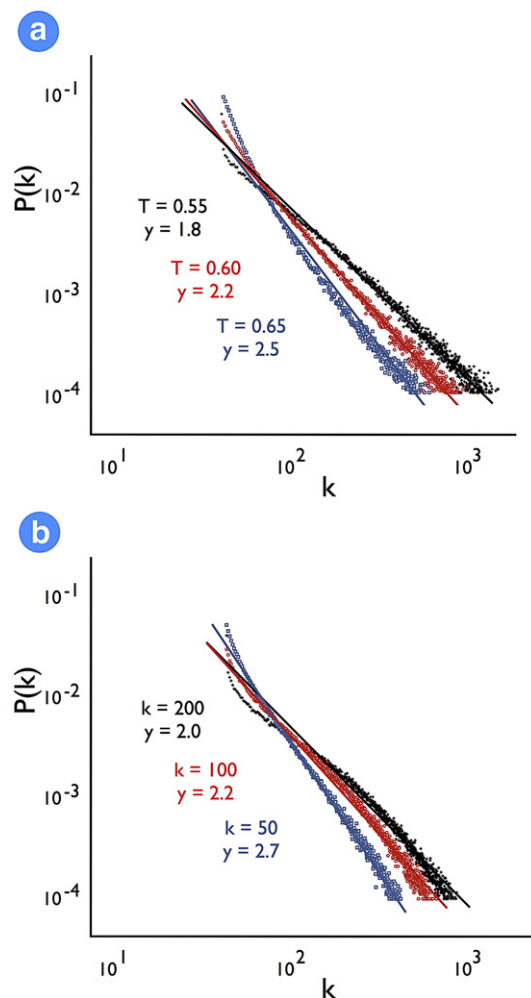 a
10⁻¹
10⁻²
10⁻³
10⁻⁴
P(k)
T = 0.55
y = 1.8
T = 0.60
y = 2.2
T = 0.65
y = 2.5
10¹
10²
10³
k
b
10⁻¹
10⁻²
10⁻³
10⁻⁴
P(k)
k = 200
y = 2.0
k = 100
y = 2.2
k = 50
y = 2.7
10¹
10²
10³
k